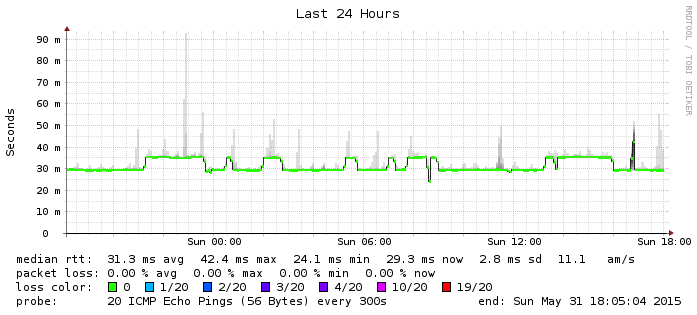 Last 24 Hours
RRDTOOL / TOBI OETIKER
Seconds
90 m
80 m
70 m
60 m
50 m
40 m
30 m
20 m
10 m
0
Sun 00:00 Sun 06:00 Sun 12:00 Sun 18:00
median rtt: 31.3 ms avg 42.4 ms max 24.1 ms min 29.3 ms now 2.8 ms sd 11.1 am/s
packet loss: 0.00 % avg 0.00 % max 0.00 % min 0.00 % now
loss color: 0 1/20 2/20 3/20 4/20 10/20 19/20
probe: 20 ICMP Echo Pings (56 Bytes) every 300s end: Sun May 31 18:05:04 2015